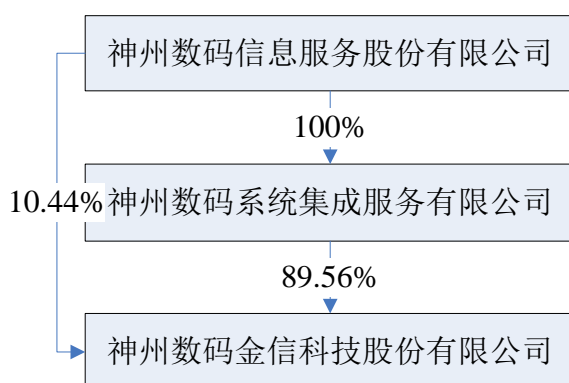 神州数码信息服务股份有限公司
100%
10.44%
神州数码系统集成服务有限公司
89.56%
神州数码金信科技股份有限公司